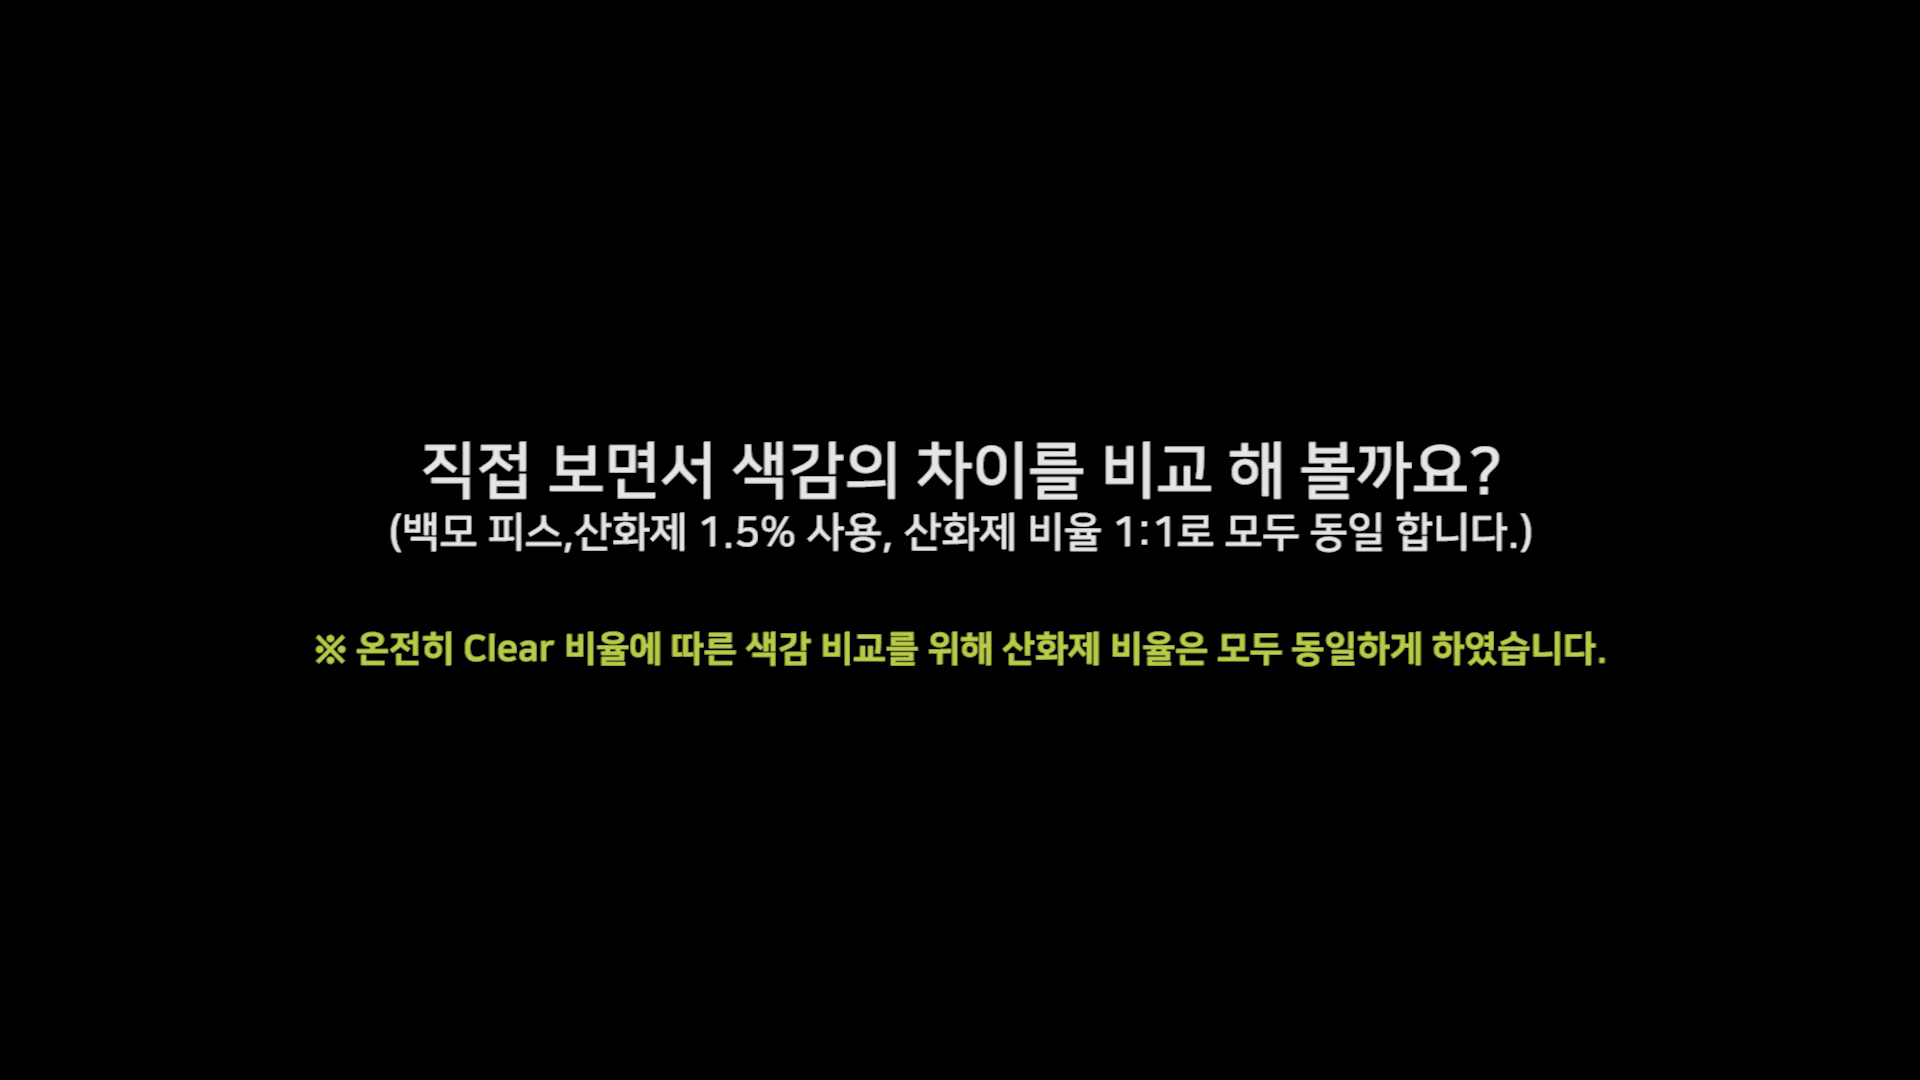 직접 보면서 색감의 차이를 비교 해 볼까요?
(백모 피스,산화제 1.5% 사용, 산화제 비율 1:1로 모두 동일 합니다.)
※ 온전히 Clear 비율에 따른 색감 비교를 위해 산화제 비율은 모두 동일하게 하였습니다.